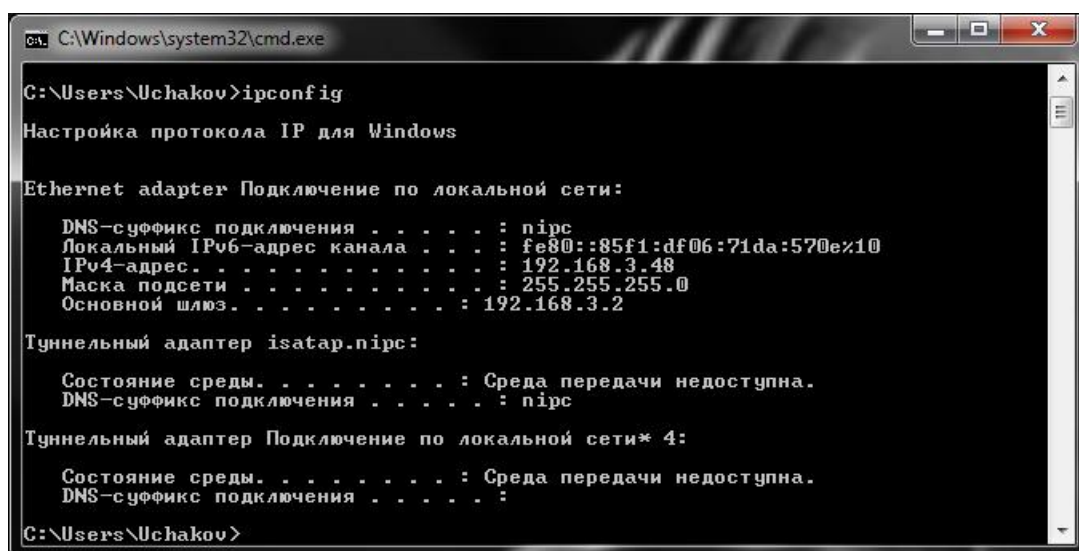 C:\Windows\system32\cmd.exe
C:\Users\Uchakov>ipconfig
Настройка протокола IP для Windows
Ethernet adapter Подключение по локальной сети:
DNS-суффикс подключения . . . . . : nipc
Локальный IPv6-адрес канала . . . : fe80::85f1:df06:71da:570e%10
IPv4-адрес. . . . . . . . . . . . : 192.168.3.48
Маска подсети . . . . . . . . . . : 255.255.255.0
Основной шлюз. . . . . . . . . : 192.168.3.2
Туннельный адаптер isatap.nipc:
Состояние среды. . . . . . . . : Среда передачи недоступна.
DNS-суффикс подключения . . . . . : nipc
Туннельный адаптер Подключение по локальной сети* 4:
Состояние среды. . . . . . . . : Среда передачи недоступна.
DNS-суффикс подключения . . . . . :
C:\Users\Uchakov>